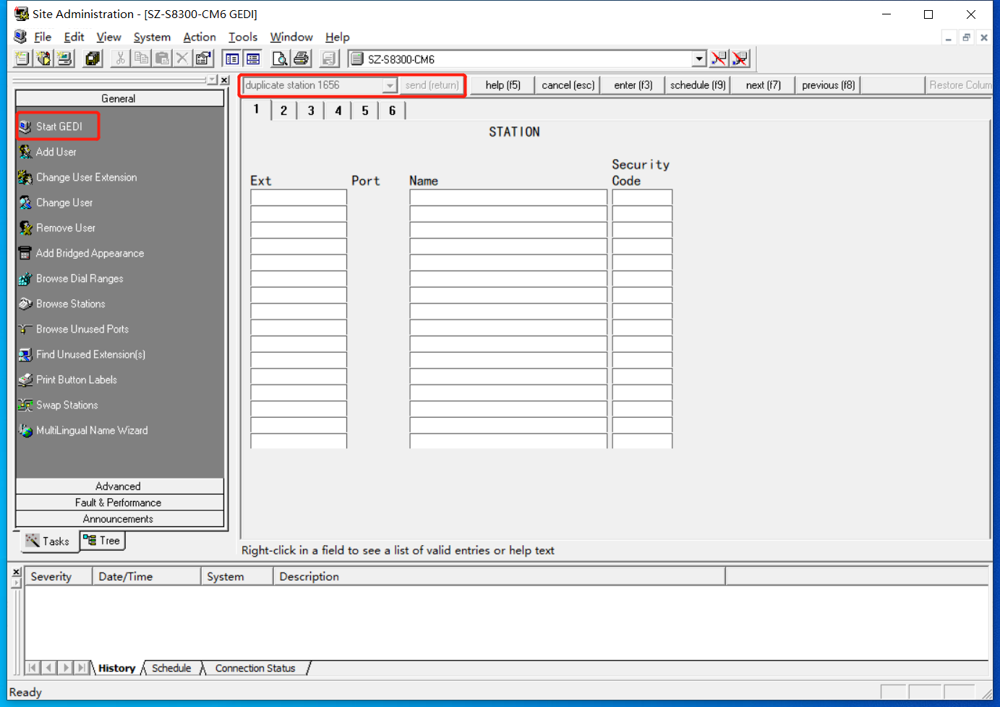 Site Administration - [SZ-S8300-CM6 GEDI]
File Edit View System Action Tools Window Help
SZ-S8300-CM6
General
Start GEDI
Add User
Change User Extension
Change User
Remove User
Add Bridged Appearance
Browse Dial Ranges
Browse Stations
Browse Unused Ports
Find Unused Extension(s)
Print Button Labels
Swap Stations
MultiLingual Name Wizard
Advanced
Fault & Performance
Announcements
Tasks Tree
duplicate station 1656 send (return) help (f5) cancel (esc) enter (f3) schedule (f9) next (f7) previous (f8) Restore Colum
1 2 3 4 5 6
STATION
Security
Ext Port Name Code
Right-click in a field to see a list of valid entries or help text
Severity Date/Time System Description
History Schedule Connection Status
Ready